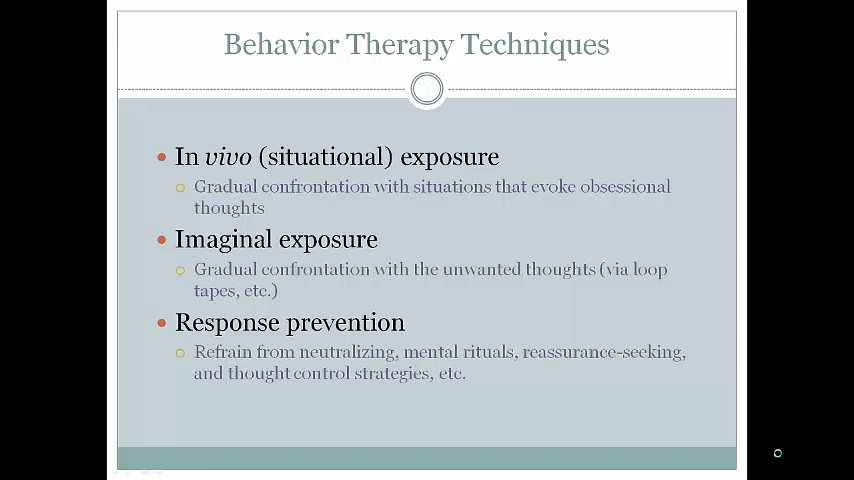 Behavior Therapy Techniques
In vivo (situational) exposure
Gradual confrontation with situations that evoke obsessional
thoughts
Imaginal exposure
Gradual confrontation with the unwanted thoughts (via loop
tapes, etc.)
Response prevention
Refrain from neutralizing, mental rituals, reassurance-seeking,
and thought control strategies, etc.